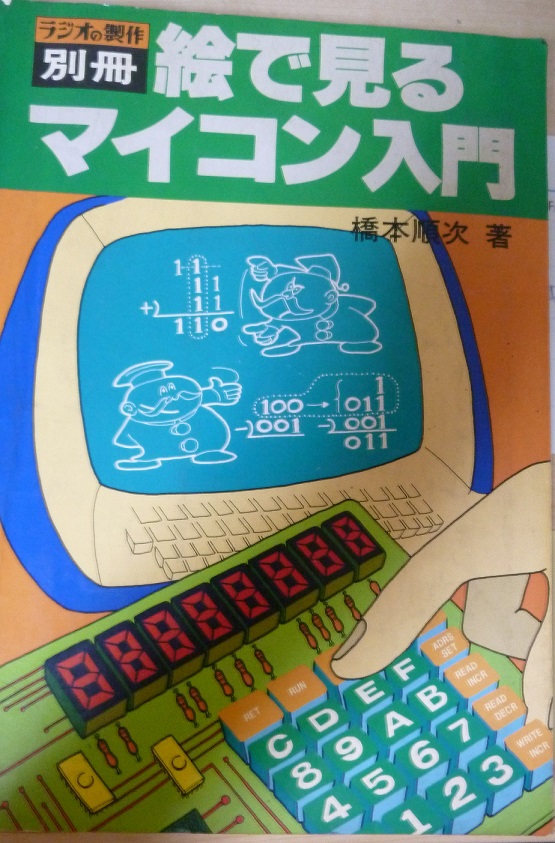 ラジオの製作
別冊
絵で見る
マイコン入門
橋本順次 著
11
11
11
+)
110
1
100→{011
-)001 -)001
011
RET RUN
ADRS SET
READ INCR
READ DECR
WRITE INCR
C D E F
8 9 A B
4 5 6 7
1 2 3
C
C